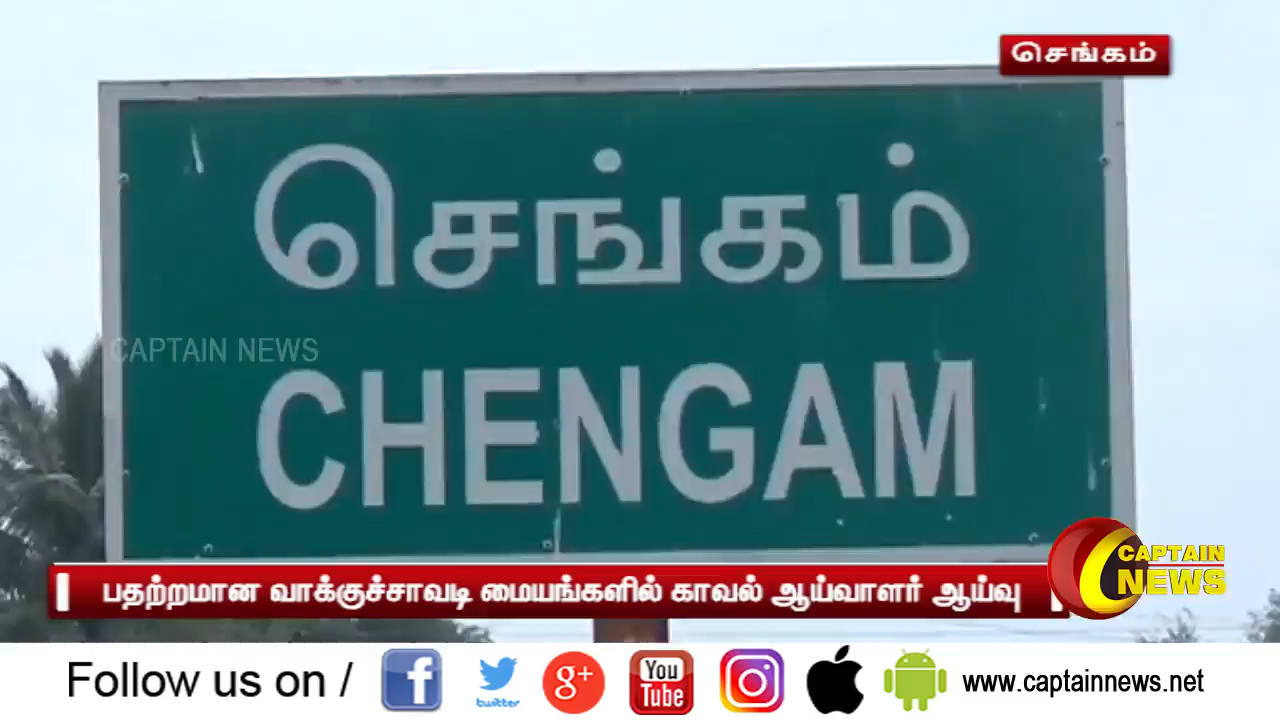 செங்கம்
செங்கம்
CAPTAIN NEWS
CHENGAM
CAPTAIN
NEWS
பதற்றமான வாக்குச்சாவடி மையங்களில் காவல் ஆய்வாளர் ஆய்வு
Follow us on / f twitter g+ You Tube www.captainnews.net